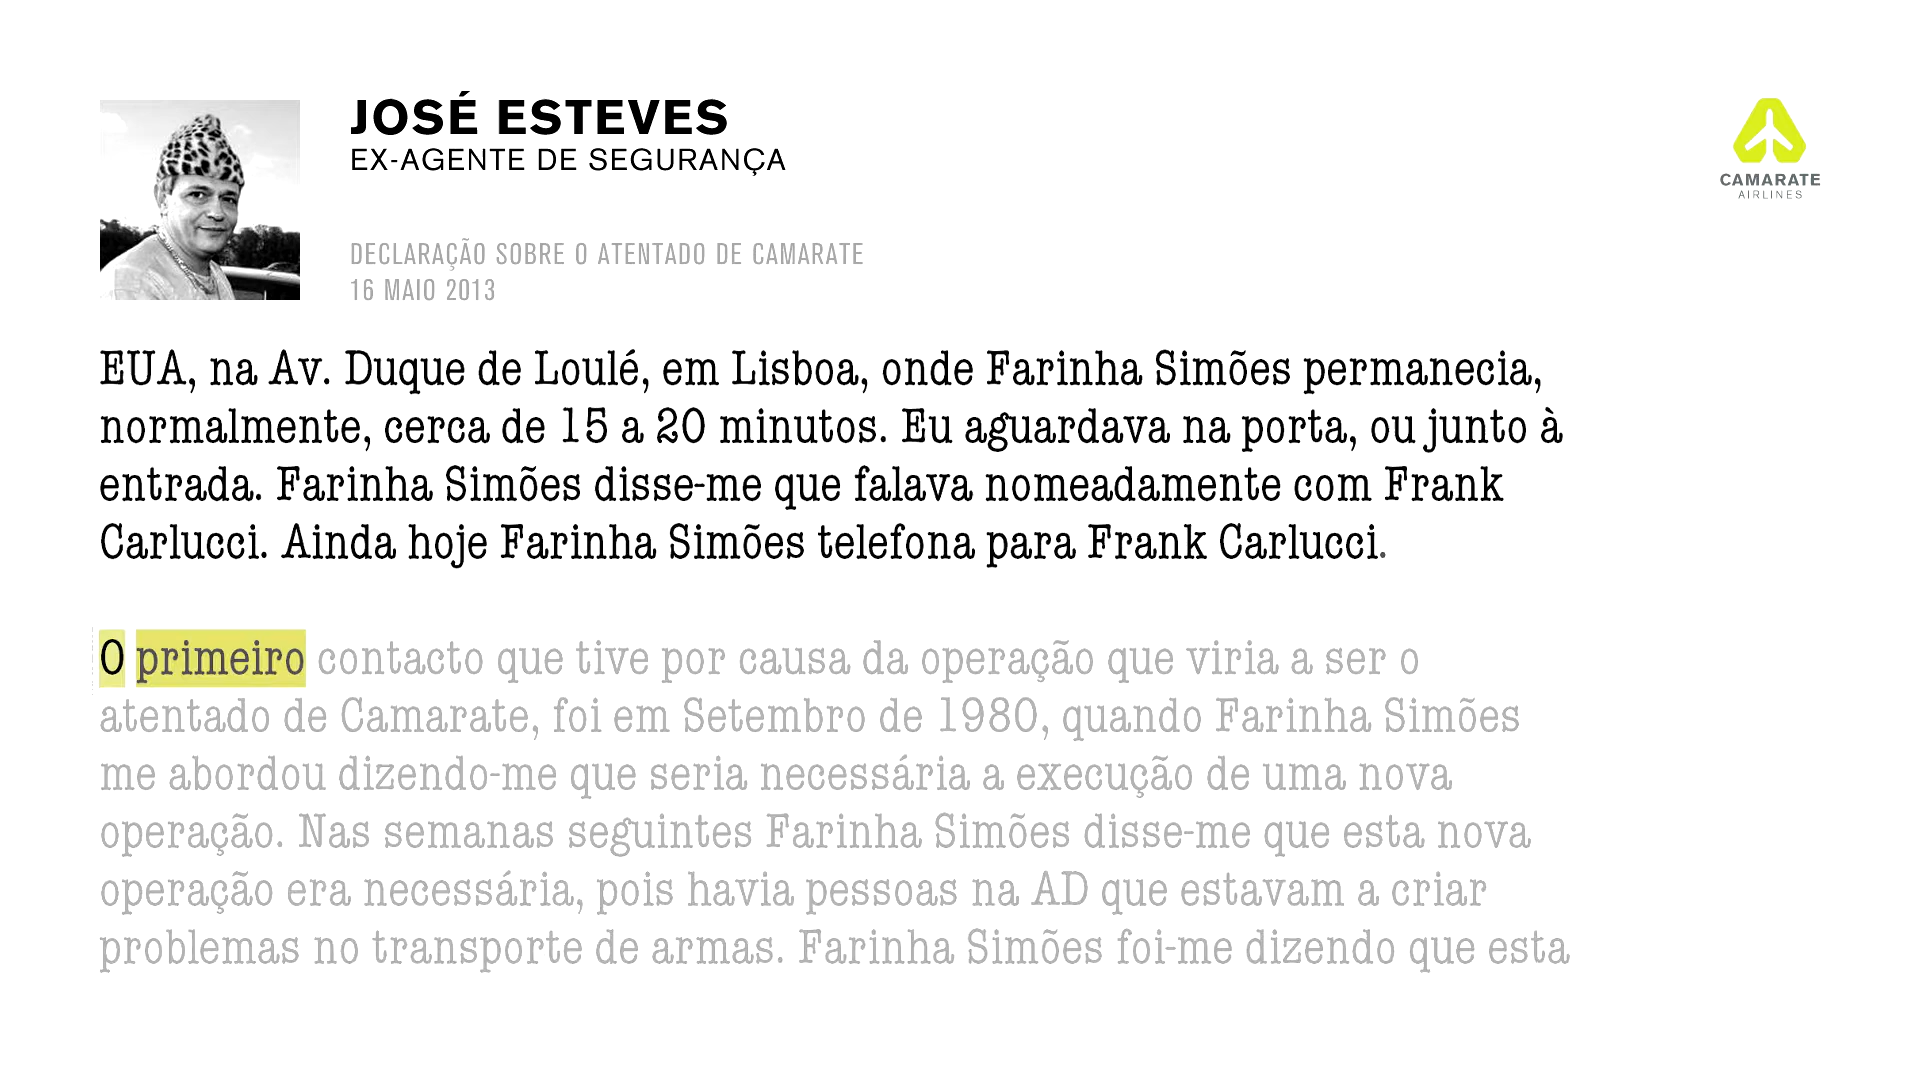 JOSÉ ESTEVES
EX-AGENTE DE SEGURANÇA
CAMARATE
AIRLINES
DECLARAÇÃO SOBRE O ATENTADO DE CAMARATE
16 MAIO 2013
EUA, na Av. Duque de Loulé, em Lisboa, onde Farinha Simões permanecia,
normalmente, cerca de 15 a 20 minutos. Eu aguardava na porta, ou junto à
entrada. Farinha Simões disse-me que falava nomeadamente com Frank
Carlucci. Ainda hoje Farinha Simões telefona para Frank Carlucci.
O primeiro contacto que tive por causa da operação que viria a ser o
atentado de Camarate, foi em Setembro de 1980, quando Farinha Simões
me abordou dizendo-me que seria necessária a execução de uma nova
operação. Nas semanas seguintes Farinha Simões disse-me que esta nova
operação era necessária, pois havia pessoas na AD que estavam a criar
problemas no transporte de armas. Farinha Simões foi-me dizendo que esta